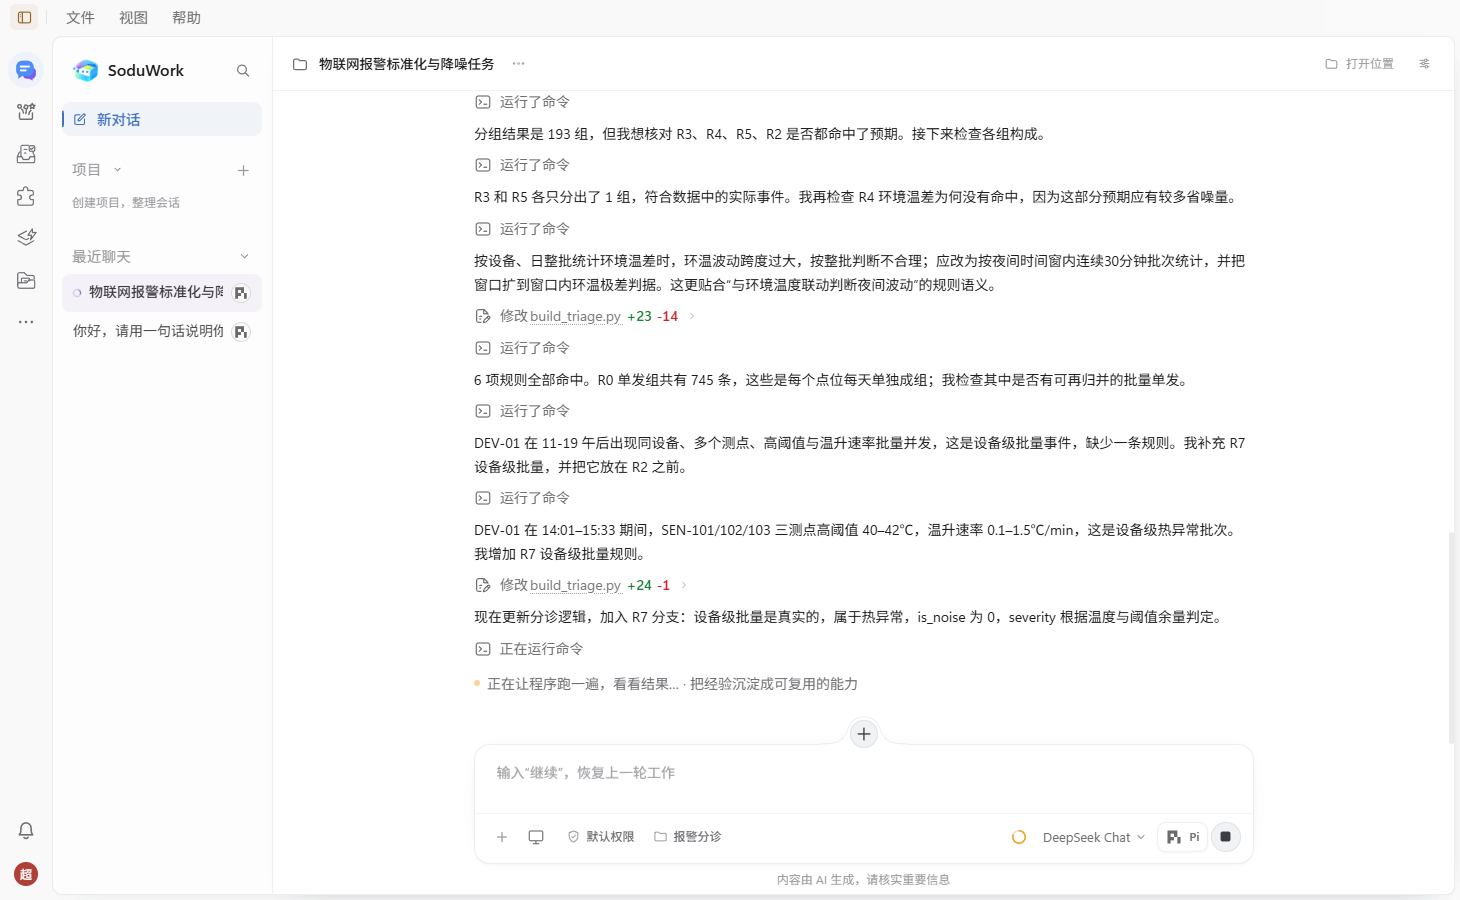 文件 视图 帮助
SoduWork
新对话
项目
创建项目，整理会话
最近聊天
物联网报警标准化与降
你好，请用一句话说明你
超
物联网报警标准化与降噪任务
打开位置
运行了命令
分组结果是 193 组，但我想核对 R3、R4、R5、R2 是否都命中了预期。接下来检查各组构成。
运行了命令
R3 和 R5 各只分出了 1 组，符合数据中的实际事件。我再检查 R4 环境温差为何没有命中，因为这部分预期应有较多省噪量。
运行了命令
按设备、日整批统计环境温差时，环温波动跨度过大，按整批判断不合理；应改为按夜间时间窗内连续30分钟批次统计，并把
窗口扩到窗口内环温极差判据。这更贴合“与环境温度联动判断夜间波动”的规则语义。
修改 build_triage.py +23 -14
运行了命令
6 项规则全部命中。R0 单发组共有 745 条，这些是每个点位每天单独成组；我检查其中是否有可再归并的批量单发。
运行了命令
DEV-01 在 11-19 午后出现同设备、多个测点、高阈值与温升速率批量并发，这是设备级批量事件，缺少一条规则。我补充 R7
设备级批量，并把它放在 R2 之前。
运行了命令
DEV-01 在 14:01–15:33 期间，SEN-101/102/103 三测点高阈值 40–42°C，温升速率 0.1–1.5°C/min，这是设备级热异常批次。
我增加 R7 设备级批量规则。
修改 build_triage.py +24 -1
现在更新分诊逻辑，加入 R7 分支：设备级批量是真实的，属于热异常，is_noise 为 0，severity 根据温度与阈值余量判定。
正在运行命令
正在让程序跑一遍，看看结果... · 把经验沉淀成可复用的能力
输入“继续”，恢复上一轮工作
默认权限 报警分诊 DeepSeek Chat Pi
内容由 AI 生成，请核实重要信息